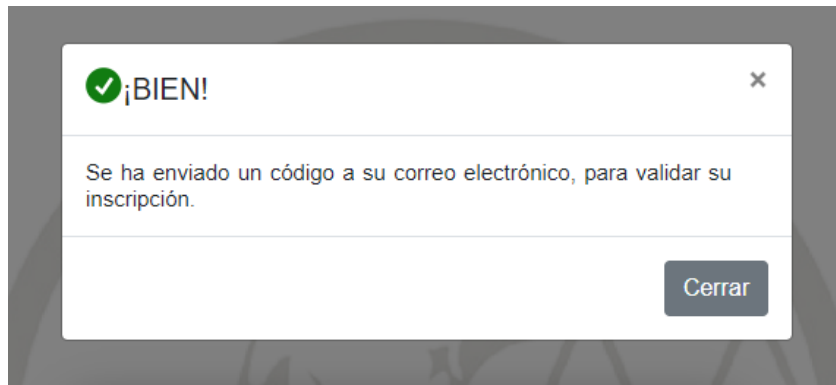 ¡BIEN!
×
Se ha enviado un código a su correo electrónico, para validar su
inscripción.
Cerrar